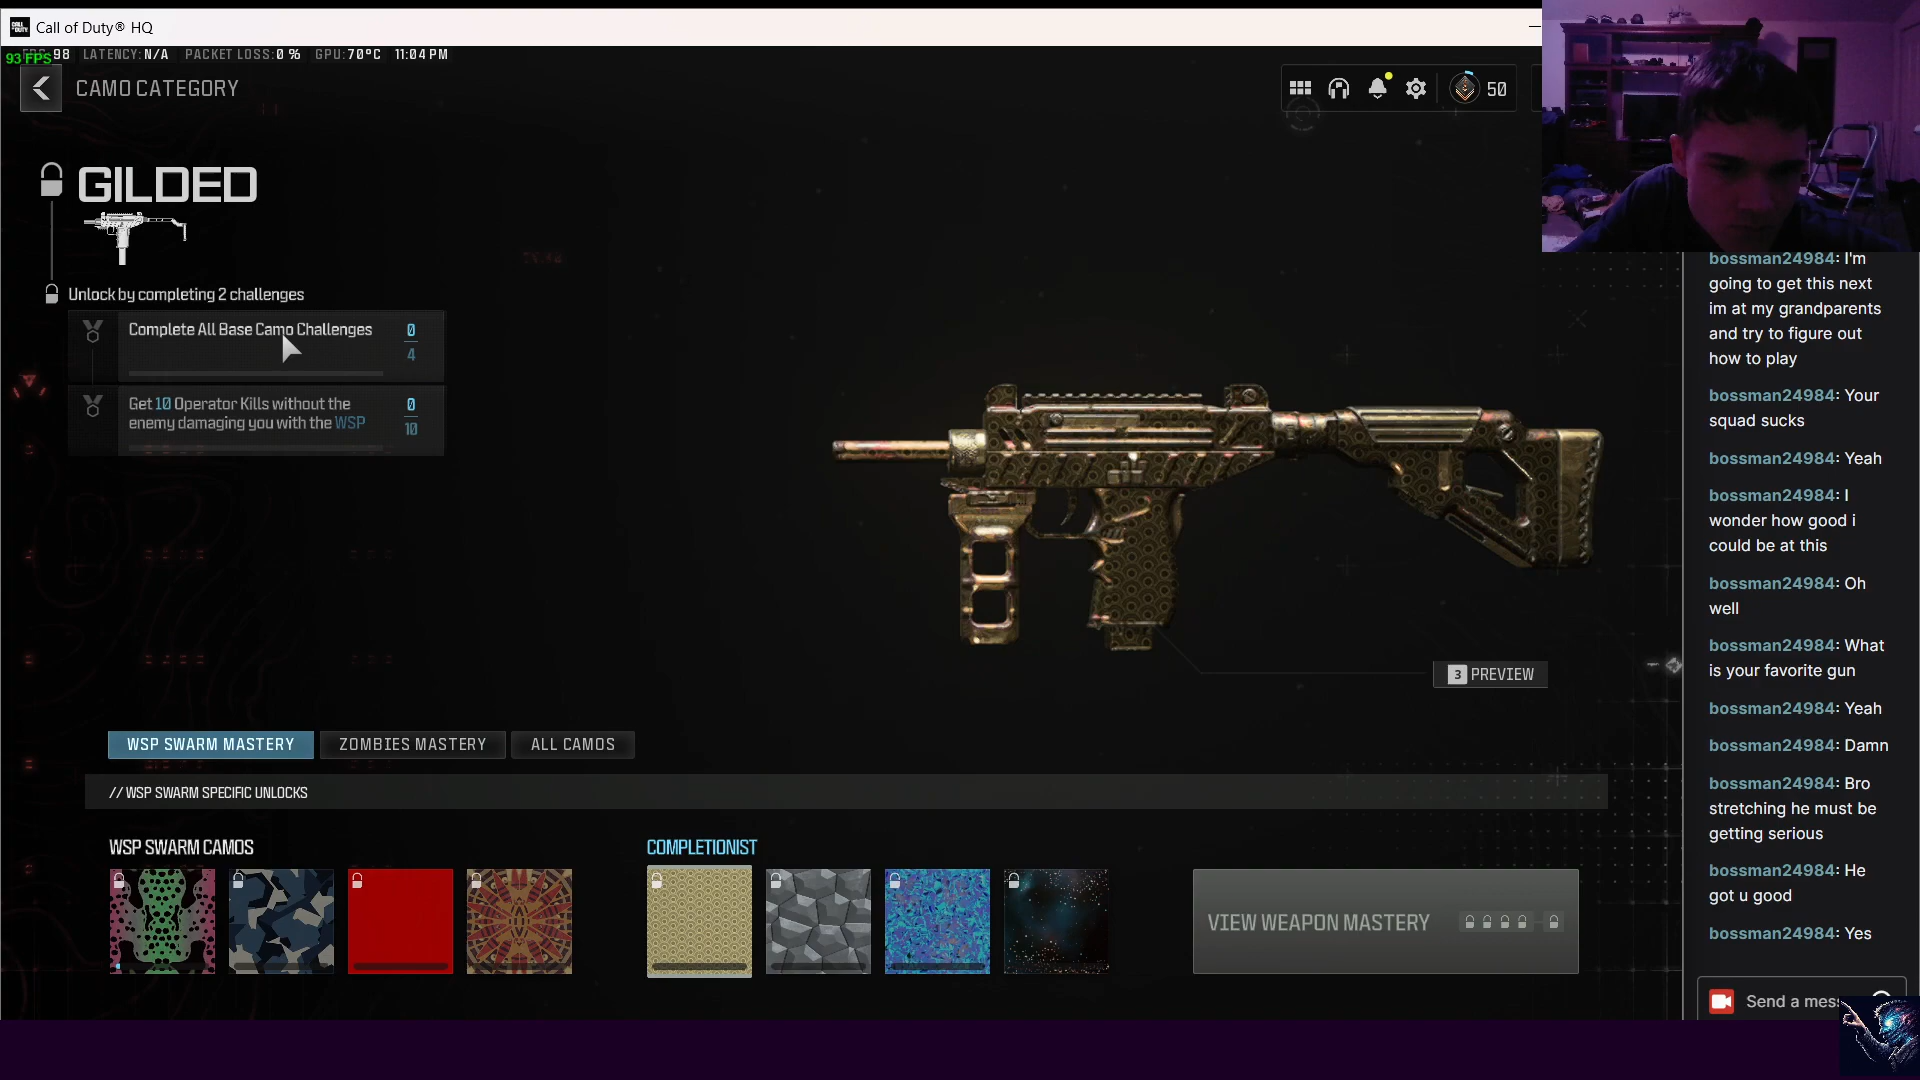 Call of Duty® HQ
93 FPS
98 LATENCY: N/A PACKET LOSS: 0 % GPU: 70°C 11:04 PM
CAMO CATEGORY
50
GILDED
Unlock by completing 2 challenges
Complete All Base Camo Challenges
0
4
Get 10 Operator Kills without the
enemy damaging you with the WSP
0
10
3 PREVIEW
WSP SWARM MASTERY
ZOMBIES MASTERY
ALL CAMOS
// WSP SWARM SPECIFIC UNLOCKS
WSP SWARM CAMOS
COMPLETIONIST
VIEW WEAPON MASTERY
bossman24984: I'm
going to get this next
im at my grandparents
and try to figure out
how to play
bossman24984: Your
squad sucks
bossman24984: Yeah
bossman24984: I
wonder how good i
could be at this
bossman24984: Oh
well
bossman24984: What
is your favorite gun
bossman24984: Yeah
bossman24984: Damn
bossman24984: Bro
stretching he must be
getting serious
bossman24984: He
got u good
bossman24984: Yes
Send a mes